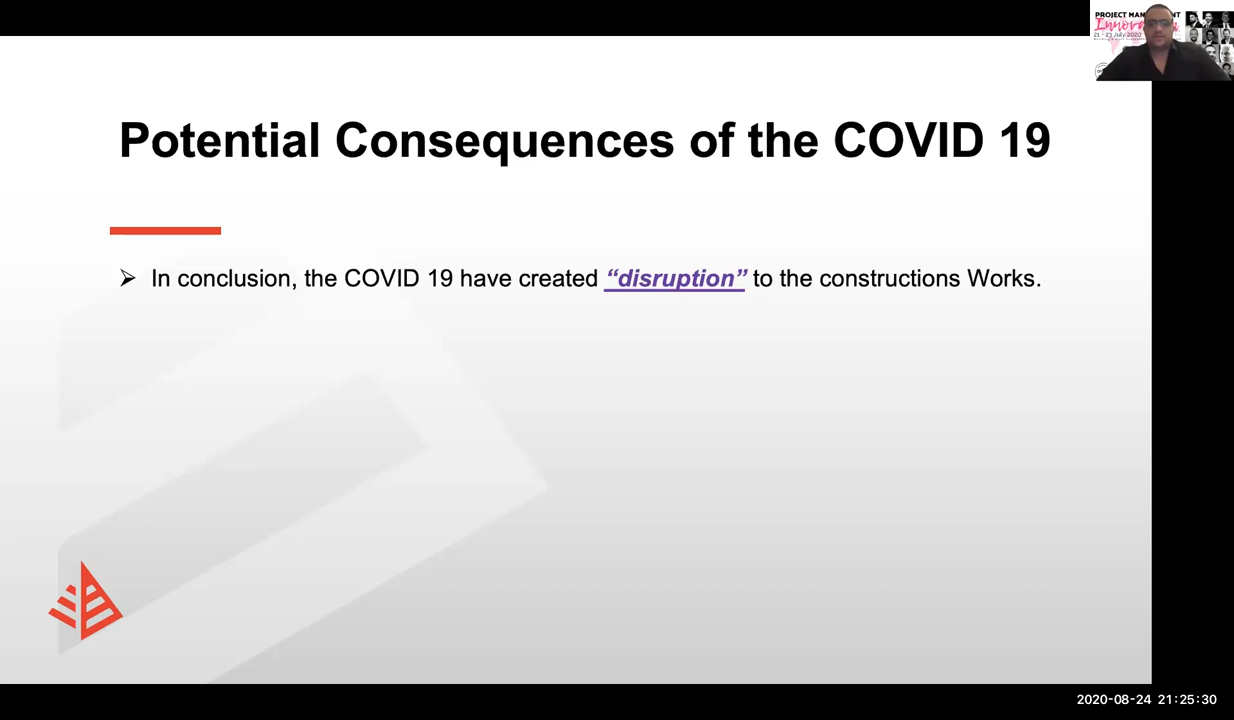 PROJECT MAN
Innova
21 - 23 July 2020
Potential Consequences of the COVID 19
➢ In conclusion, the COVID 19 have created “disruption” to the constructions Works.
2020-08-24 21:25:30